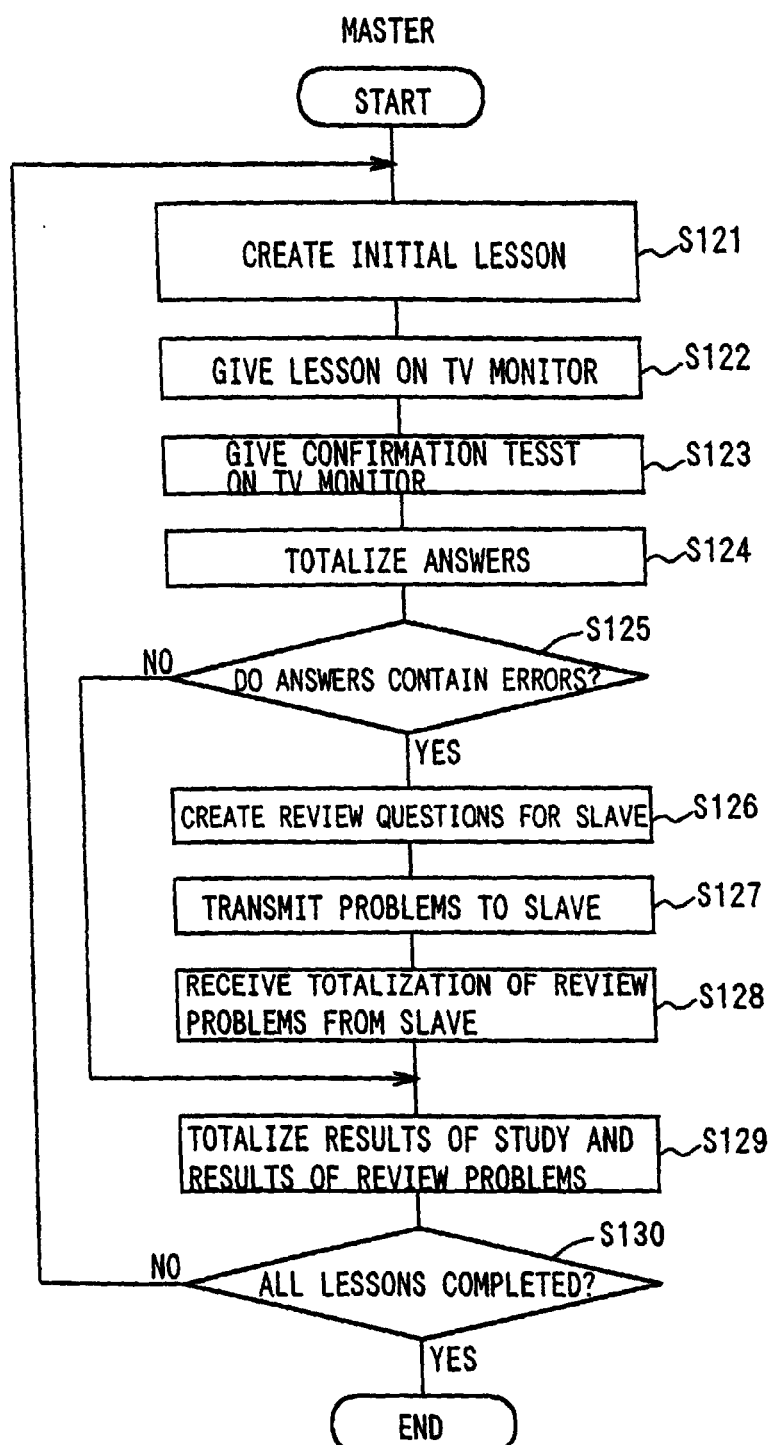 MASTER
START
CREATE INITIAL LESSON
S121
GIVE LESSON ON TV MONITOR
S122
GIVE CONFIRMATION TESST
ON TV MONITOR
S123
TOTALIZE ANSWERS
S124
S125
NO
DO ANSWERS CONTAIN ERRORS?
YES
CREATE REVIEW QUESTIONS FOR SLAVE
S126
TRANSMIT PROBLEMS TO SLAVE
S127
RECEIVE TOTALIZATION OF REVIEW
PROBLEMS FROM SLAVE
S128
TOTALIZE RESULTS OF STUDY AND
RESULTS OF REVIEW PROBLEMS
S129
S130
NO
ALL LESSONS COMPLETED?
YES
END